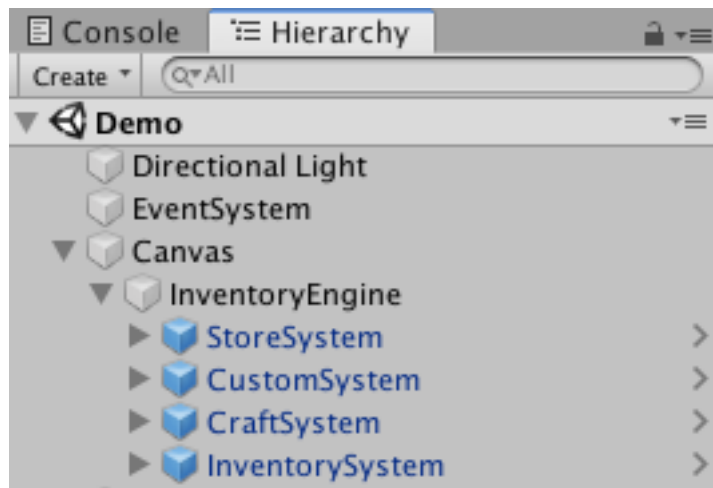 Console Hierarchy
Create All
Demo
Directional Light
EventSystem
Canvas
InventoryEngine
StoreSystem
CustomSystem
CraftSystem
InventorySystem